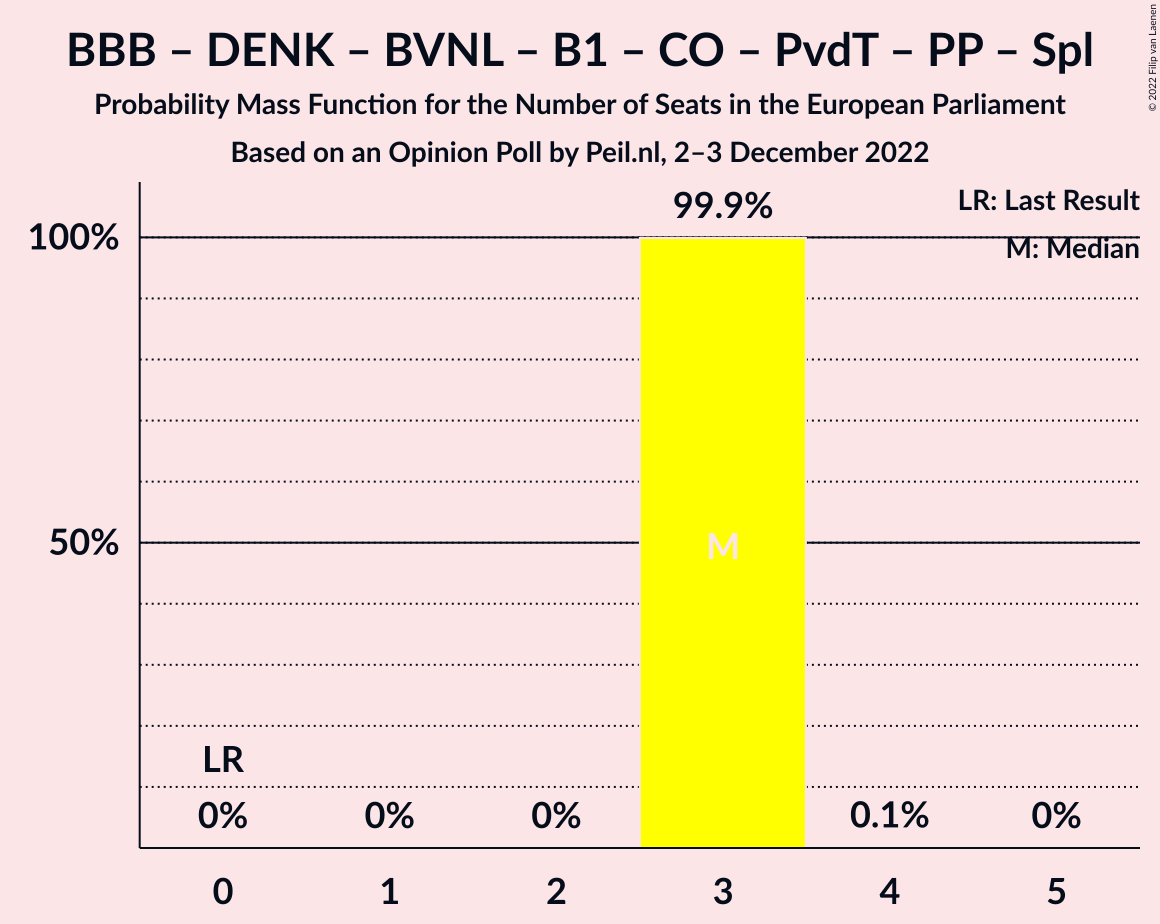 BBB – DENK – BVNL – B1 – CO – PvdT – PP – Spl
Probability Mass Function for the Number of Seats in the European Parliament
Based on an Opinion Poll by Peil.nl, 2–3 December 2022
© 2022 Filip van Laenen
LR: Last Result
M: Median
99.9%
100%
50%
M
LR
0%
0%
0%
0.1%
0%
0
1
2
3
4
5